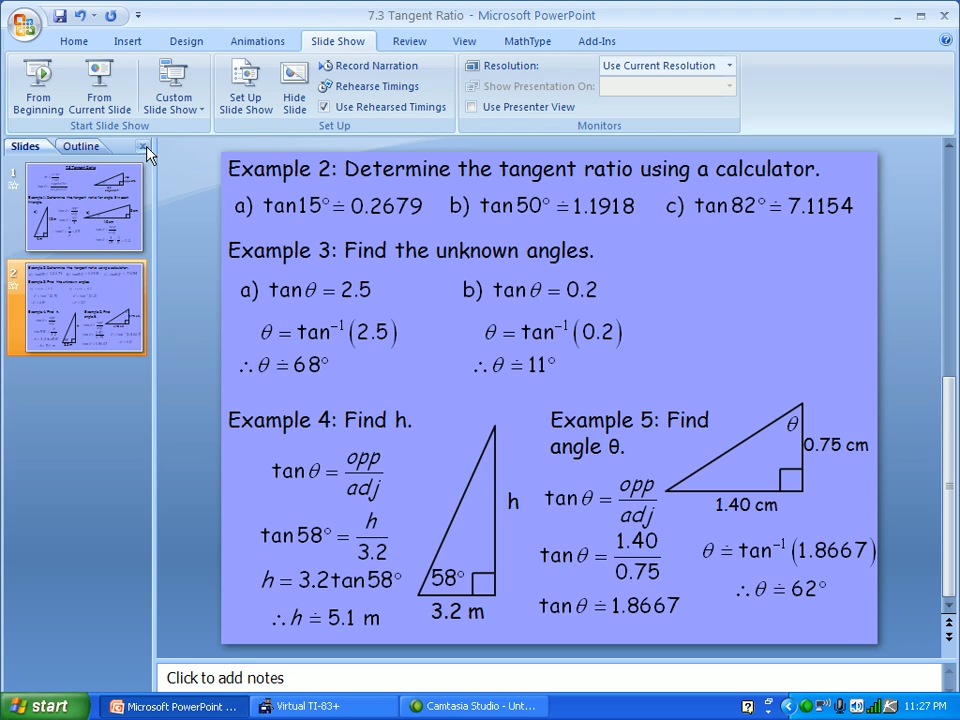 7.3 Tangent Ratio - Microsoft PowerPoint
Home Insert Design Animations Slide Show Review View MathType Add-Ins
From Beginning
From Current Slide
Custom Slide Show
Start Slide Show
Set Up Slide Show
Hide Slide
Record Narration
Rehearse Timings
Use Rehearsed Timings
Set Up
Resolution: Use Current Resolution
Show Presentation On:
Use Presenter View
Monitors
Slides Outline
1
2
Example 2: Determine the tangent ratio using a calculator.
a) tan15° ≐ 0.2679 b) tan50° ≐ 1.1918 c) tan82° ≐ 7.1154
Example 3: Find the unknown angles.
a) tanθ = 2.5 b) tanθ = 0.2
θ = tan⁻¹(2.5) θ = tan⁻¹(0.2)
∴ θ ≐ 68° ∴ θ ≐ 11°
Example 4: Find h.
tanθ = opp/adj
tan58° = h/3.2
h = 3.2tan58°
∴ h ≐ 5.1 m
h
58°
3.2 m
Example 5: Find
angle θ.
θ
0.75 cm
1.40 cm
tanθ = opp/adj
tanθ = 1.40/0.75
tanθ ≐ 1.8667
θ ≐ tan⁻¹(1.8667)
∴ θ ≐ 62°
Click to add notes
start Microsoft PowerPoint ... Virtual TI-83+ Camtasia Studio - Unt... 11:27 PM